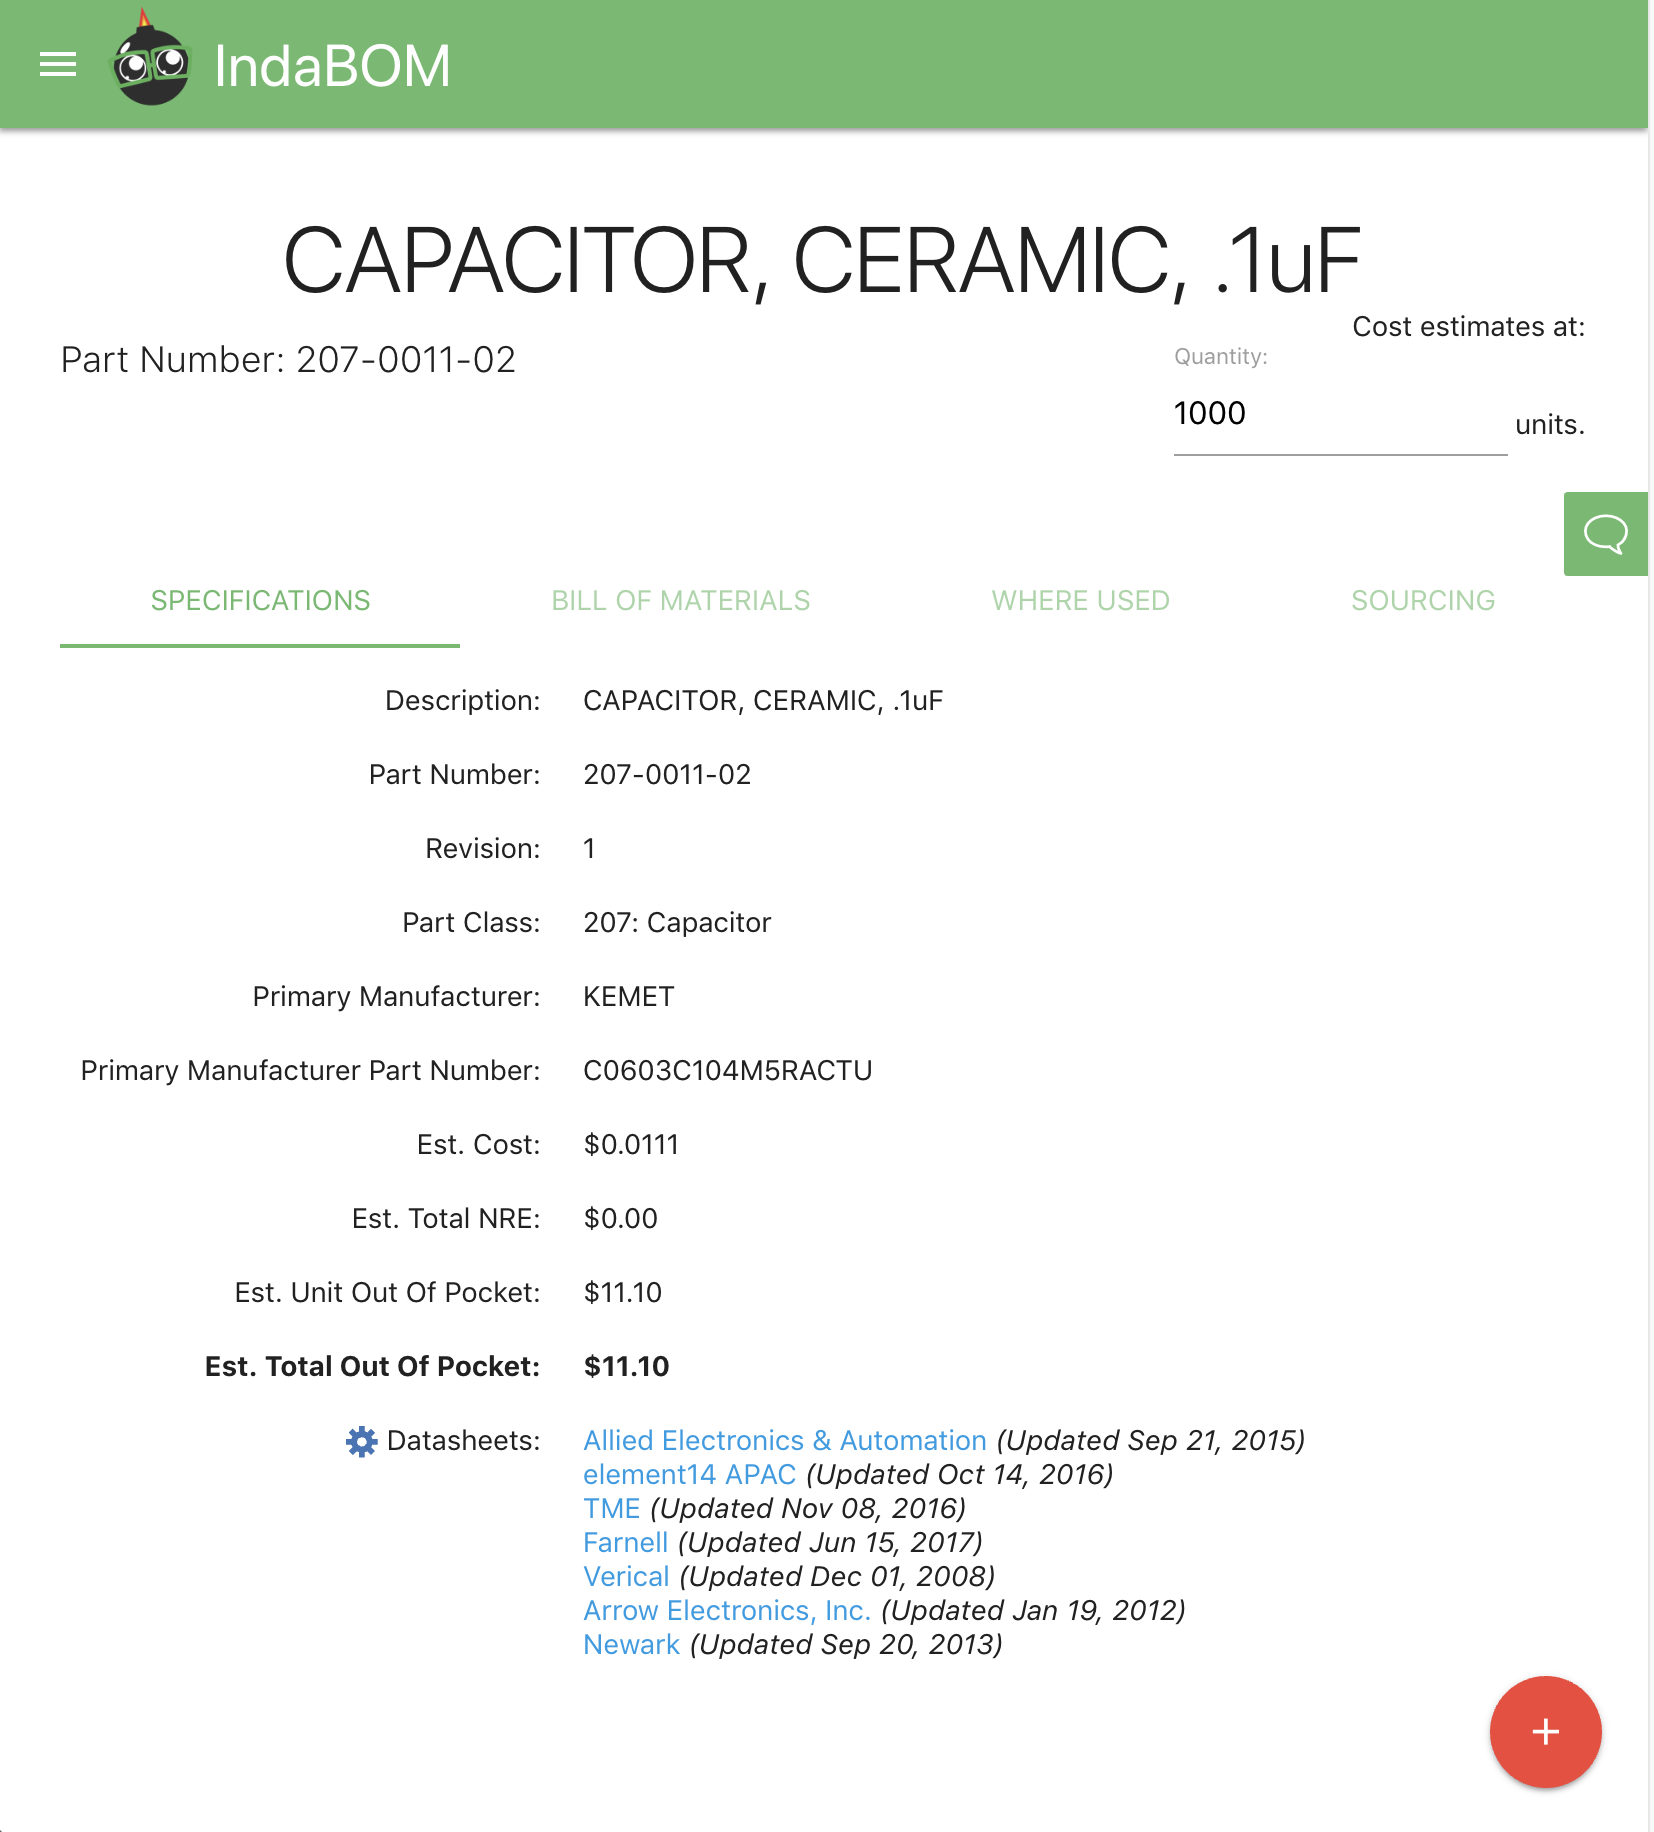 IndaBOM
CAPACITOR, CERAMIC, .1uF
Part Number: 207-0011-02
Cost estimates at:
Quantity:
1000
units.
SPECIFICATIONS BILL OF MATERIALS WHERE USED SOURCING
Description: CAPACITOR, CERAMIC, .1uF
Part Number: 207-0011-02
Revision: 1
Part Class: 207: Capacitor
Primary Manufacturer: KEMET
Primary Manufacturer Part Number: C0603C104M5RACTU
Est. Cost: $0.0111
Est. Total NRE: $0.00
Est. Unit Out Of Pocket: $11.10
Est. Total Out Of Pocket: $11.10
Datasheets: Allied Electronics & Automation (Updated Sep 21, 2015)
element14 APAC (Updated Oct 14, 2016)
TME (Updated Nov 08, 2016)
Farnell (Updated Jun 15, 2017)
Verical (Updated Dec 01, 2008)
Arrow Electronics, Inc. (Updated Jan 19, 2012)
Newark (Updated Sep 20, 2013)
+